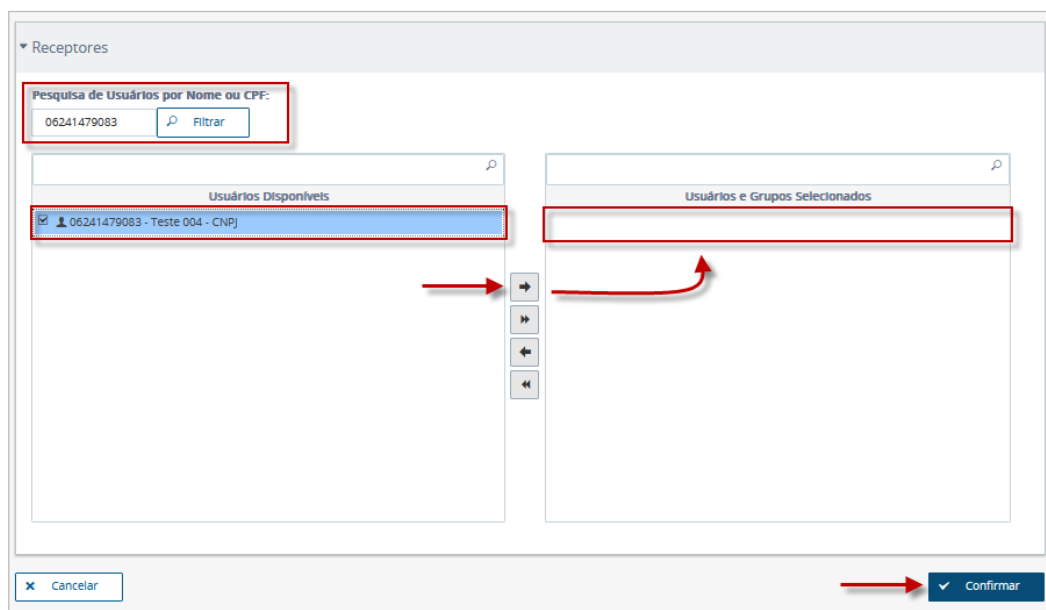 Receptores
Pesquisa de Usuários por Nome ou CPF:
06241479083 Filtrar
Usuários Disponíveis
Usuários e Grupos Selecionados
06241479083 - Teste 004 - CNPJ
Cancelar
Confirmar